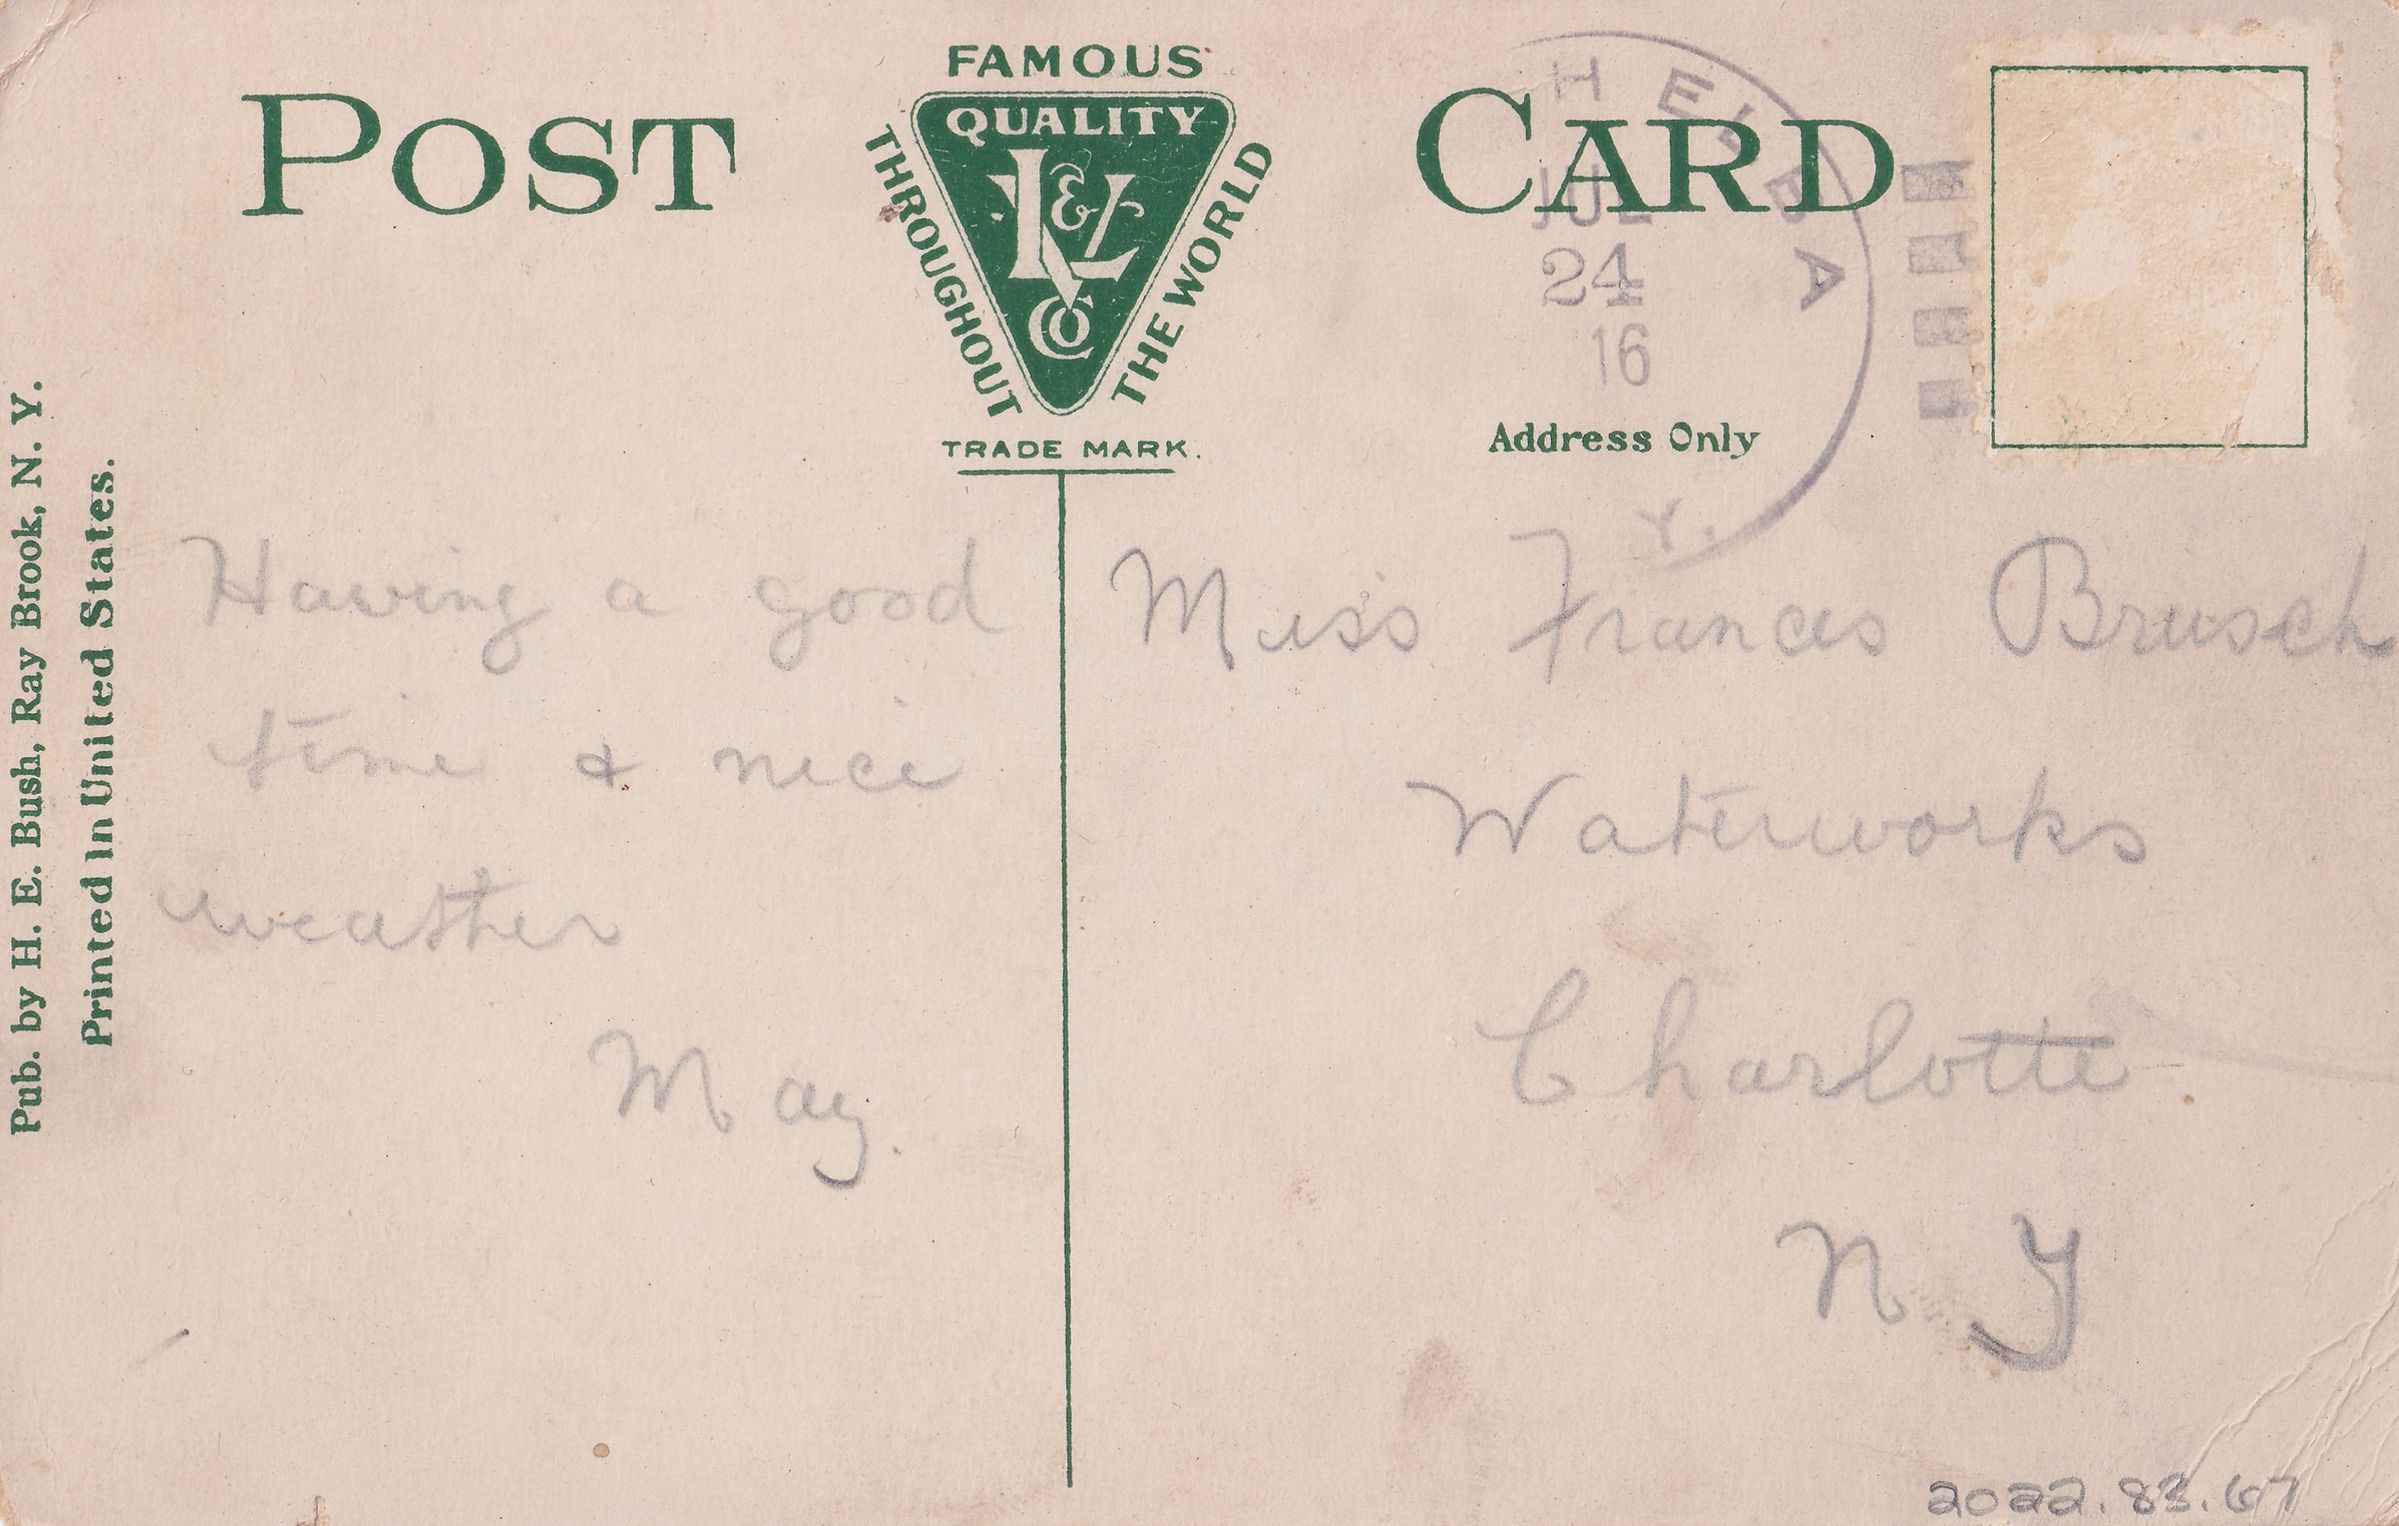 POST CARD
FAMOUS
QUALITY
THROUGHOUT
THE WORLD
K L & Co
TRADE MARK.
HELBA
JUL
24
16
Y.
Address Only
Pub. by H. E. Bush, Ray Brook, N. Y.
Printed In United States.
Having a good
time & nice
weather
May.
Miss Frances Brusch
Waterworks
Charlotte
N. Y
2022.83.67